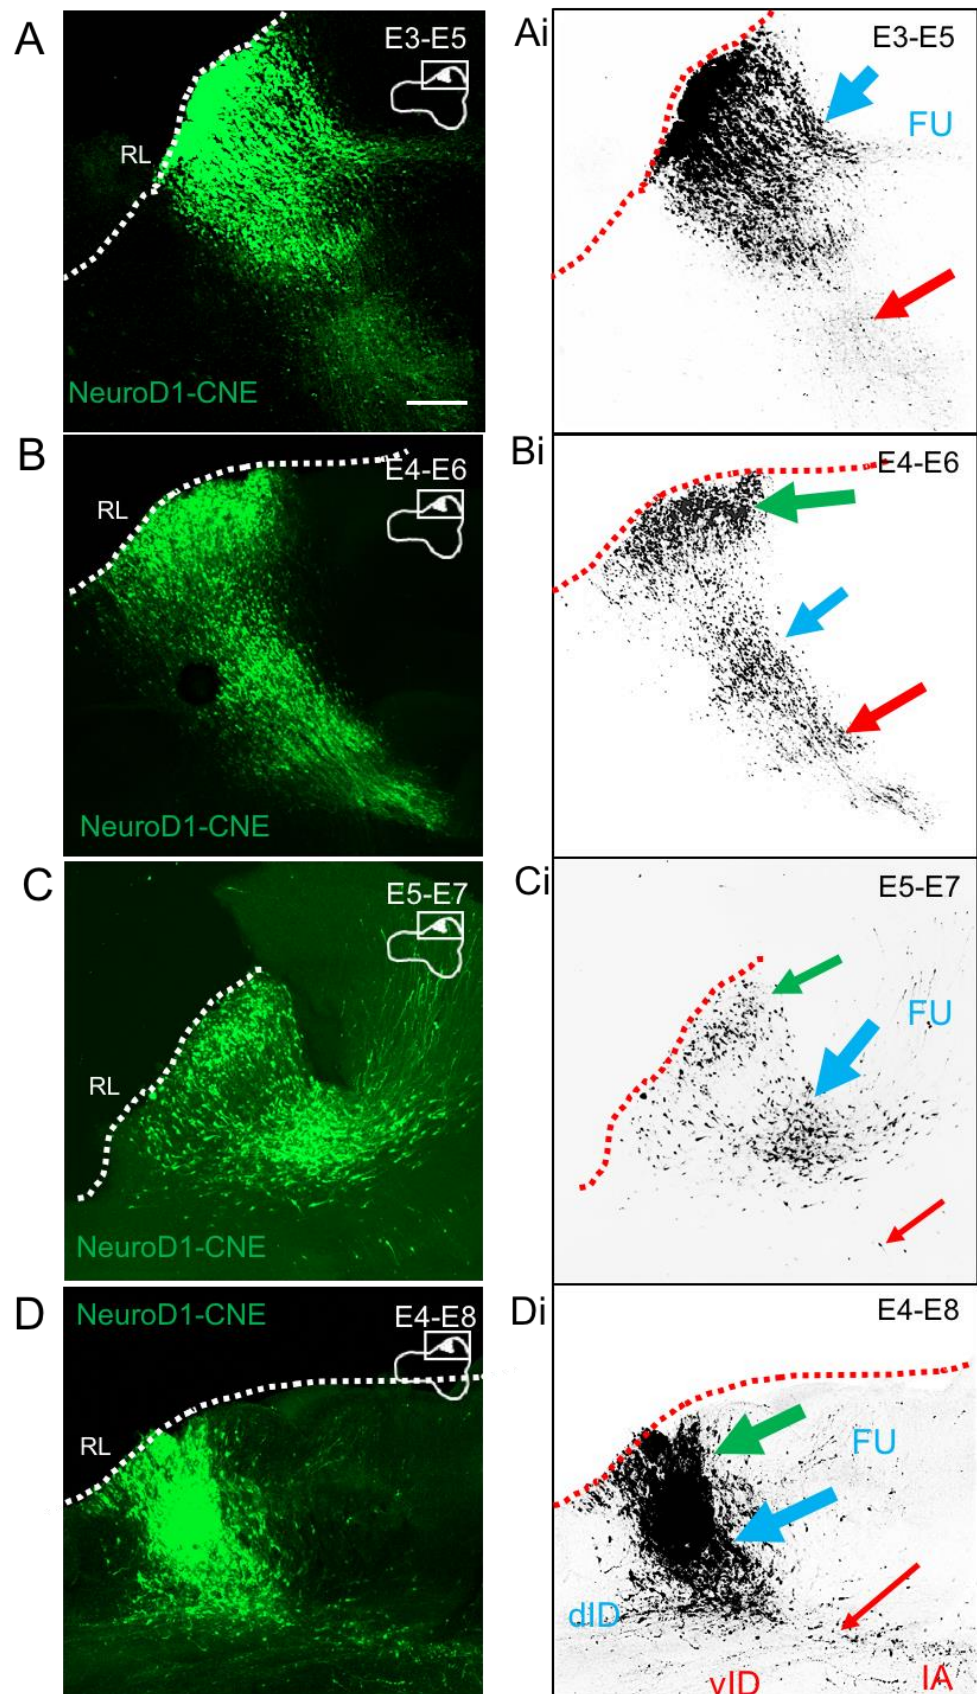 A
E3-E5
RL
NeuroD1-CNE
Ai
E3-E5
FU
B
E4-E6
RL
NeuroD1-CNE
Bi
E4-E6
C
E5-E7
RL
NeuroD1-CNE
Ci
E5-E7
FU
D
NeuroD1-CNE
E4-E8
RL
Di
E4-E8
FU
dID
vID
IA